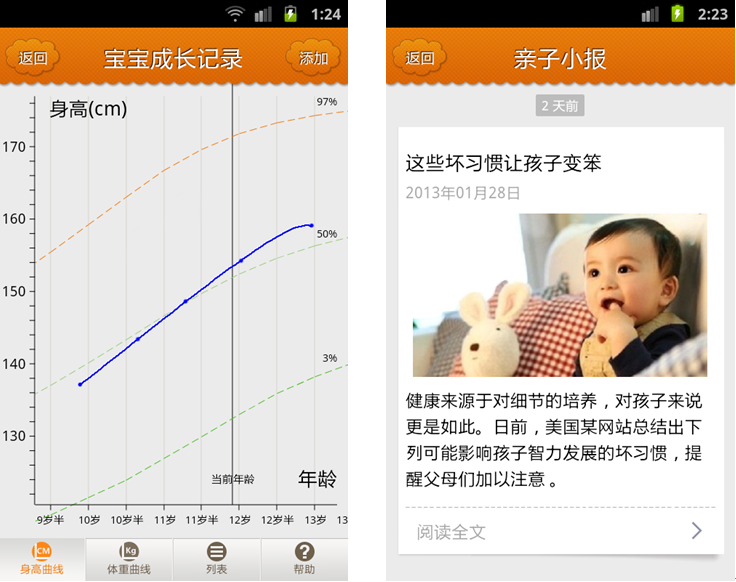 1:24
返回
宝宝成长记录
添加
身高(cm)
97%
170
160
50%
150
140
3%
130
当前年龄
年龄
9岁半 10岁 10岁半 11岁 11岁半 12岁 12岁半 13岁 13
CM
身高曲线
Kg
体重曲线
列表
?
帮助
2:23
返回
亲子小报
2 天前
这些坏习惯让孩子变笨
2013年01月28日
健康来源于对细节的培养，对孩子来说
更是如此。日前，美国某网站总结出下
列可能影响孩子智力发展的坏习惯，提
醒父母们加以注意。
阅读全文